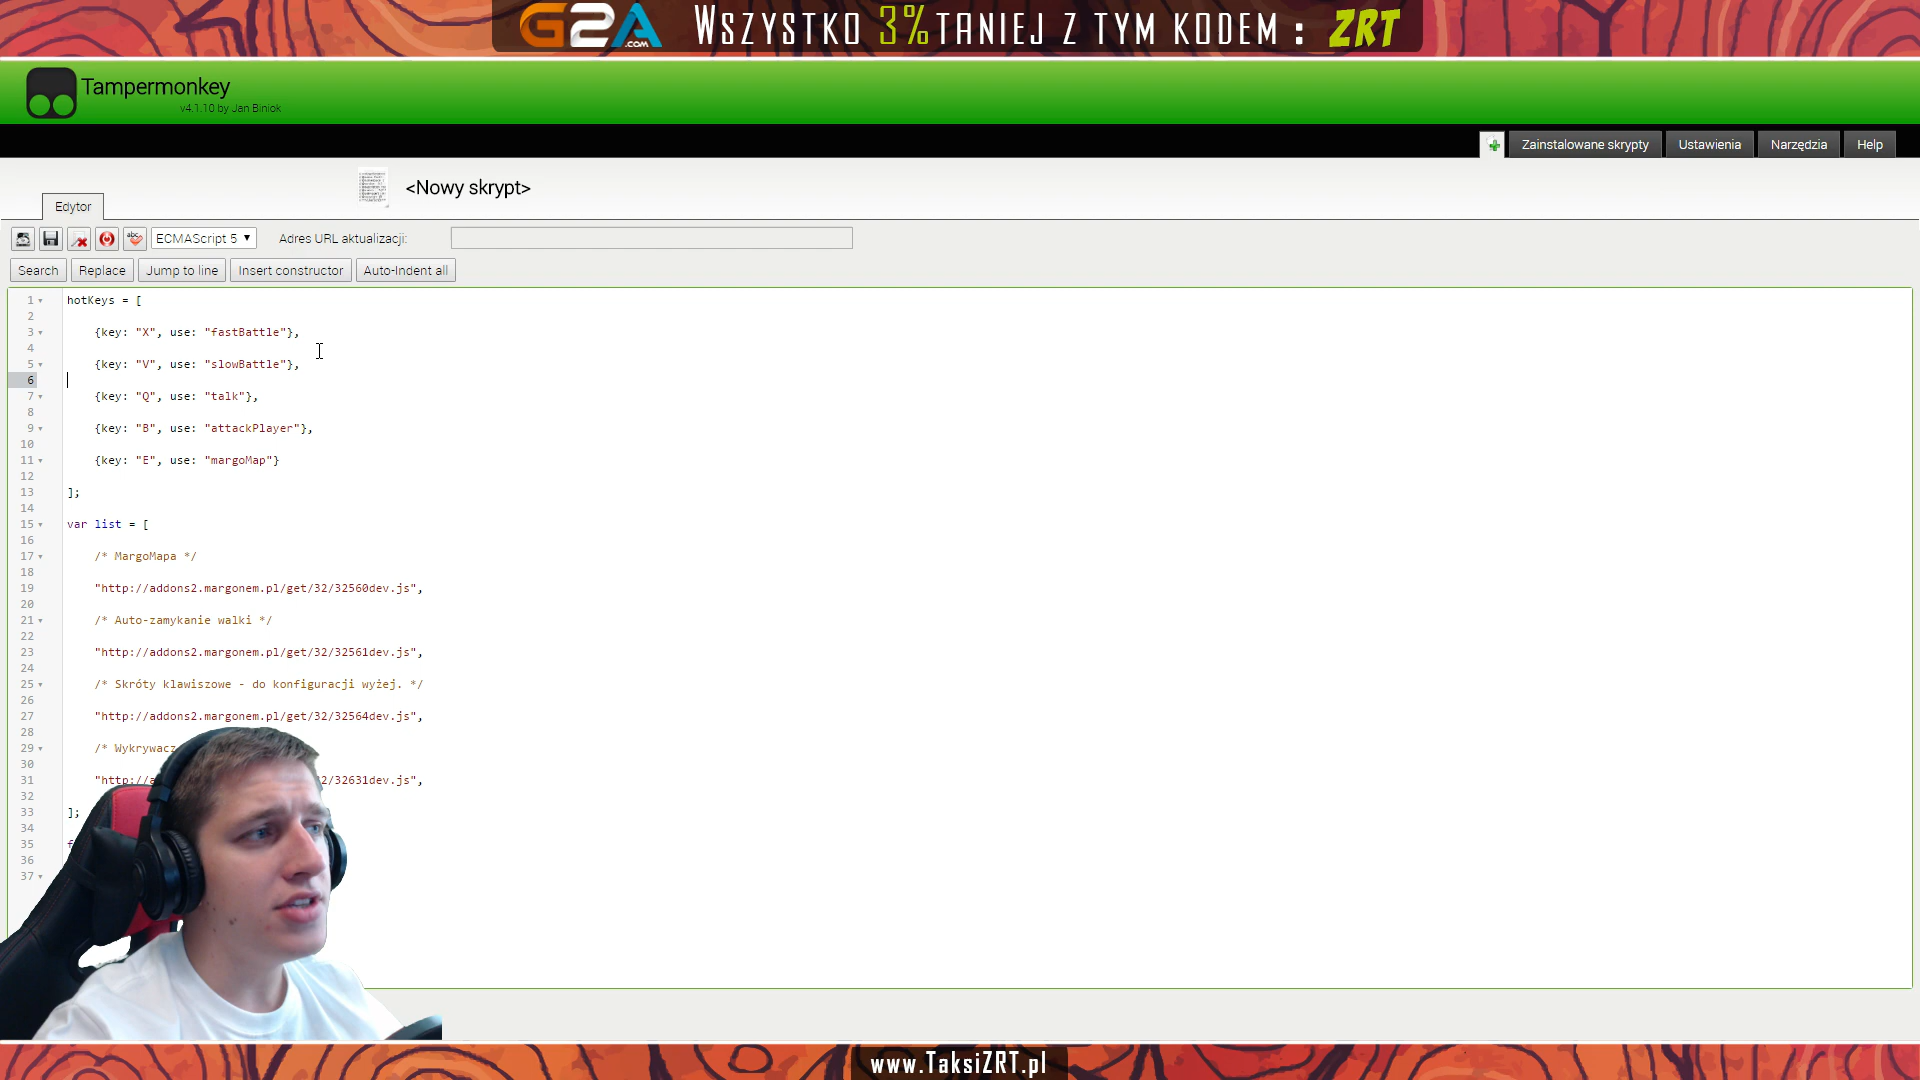 G2A.COM WSZYSTKO 3% TANIEJ Z TYM KODEM : ZRT
Tampermonkey
v4.1.10 by Jan Biniok
Zainstalowane skrypty Ustawienia Narzędzia Help
<Nowy skrypt>
Edytor
ECMAScript 5 Adres URL aktualizacji:
Search Replace Jump to line Insert constructor Auto-Indent all
1 hotKeys = [
2
3 {key: "X", use: "fastBattle"},
4
5 {key: "V", use: "slowBattle"},
6
7 {key: "Q", use: "talk"},
8
9 {key: "B", use: "attackPlayer"},
10
11 {key: "E", use: "margoMap"}
12
13 ];
14
15 var list = [
16
17 /* MargoMapa */
18
19 "http://addons2.margonem.pl/get/32/32560dev.js",
20
21 /* Auto-zamykanie walki */
22
23 "http://addons2.margonem.pl/get/32/32561dev.js",
24
25 /* Skróty klawiszowe - do konfiguracji wyżej. */
26
27 "http://addons2.margonem.pl/get/32/32564dev.js",
28
29 /* Wykrywacz
30
31 "http://a 2/32631dev.js",
32
33 ];
34
35 f
36
37
www.TaksiZRT.pl